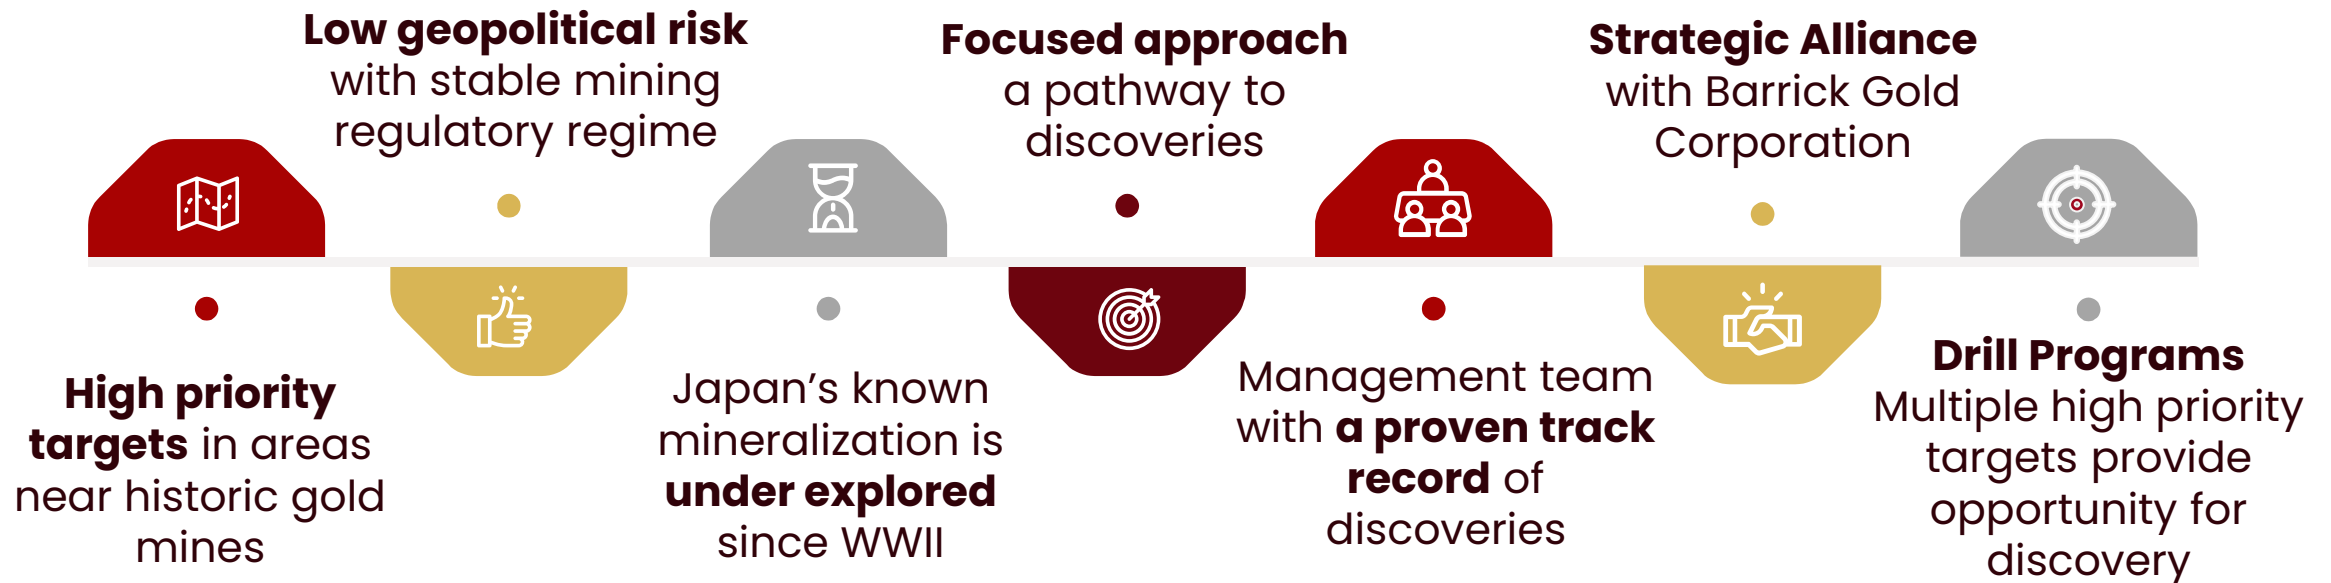 High priority
targets in areas
near historic gold
mines
Low geopolitical risk
with stable mining
regulatory regime
Japan’s known
mineralization is
under explored
since WWII
Focused approach
a pathway to
discoveries
Management team
with a proven track
record of
discoveries
Strategic Alliance
with Barrick Gold
Corporation
Drill Programs
Multiple high priority
targets provide
opportunity for
discovery